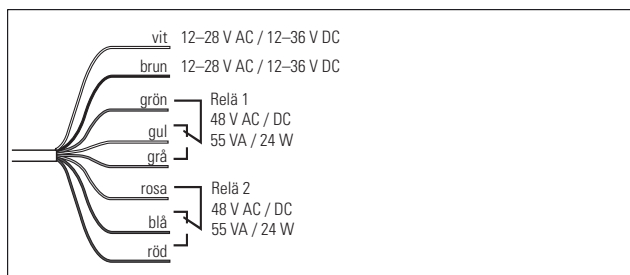 vit 12–28 V AC / 12–36 V DC
brun 12–28 V AC / 12–36 V DC
grön Relä 1
48 V AC / DC
gul
55 VA / 24 W
grå
rosa Relä 2
48 V AC / DC
blå
55 VA / 24 W
röd